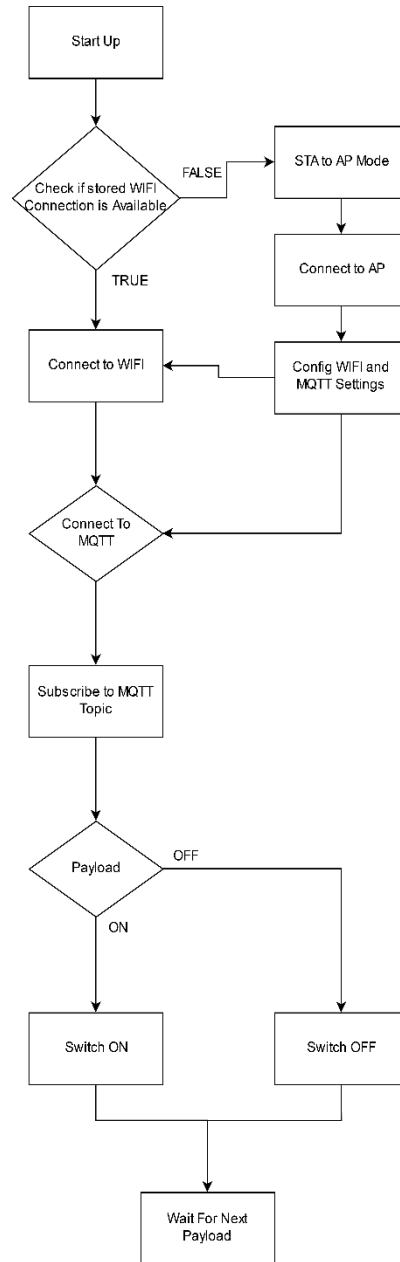 Start Up
Check if stored WIFI
Connection is Available
FALSE
STA to AP Mode
TRUE
Connect to AP
Connect to WIFI
Config WIFI and
MQTT Settings
Connect To
MQTT
Subscribe to MQTT
Topic
Payload
OFF
ON
Switch ON
Switch OFF
Wait For Next
Payload